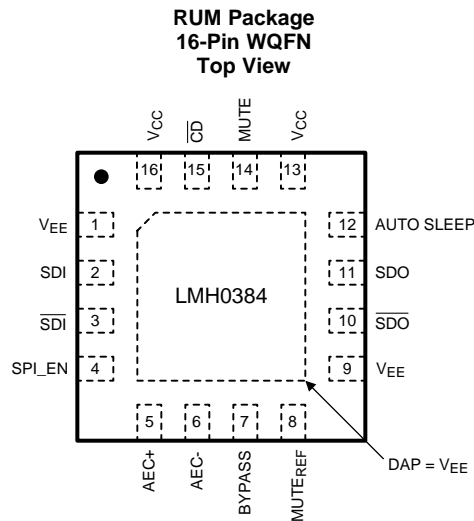 RUM Package
16-Pin WQFN
Top View
VCC
CD
MUTE
VCC
16
15
14
13
VEE
1
12
AUTO SLEEP
SDI
2
11
SDO
LMH0384
SDI
3
10
SDO
SPI_EN
4
9
VEE
5
6
7
8
AEC+
AEC-
BYPASS
MUTEREF
DAP = VEE